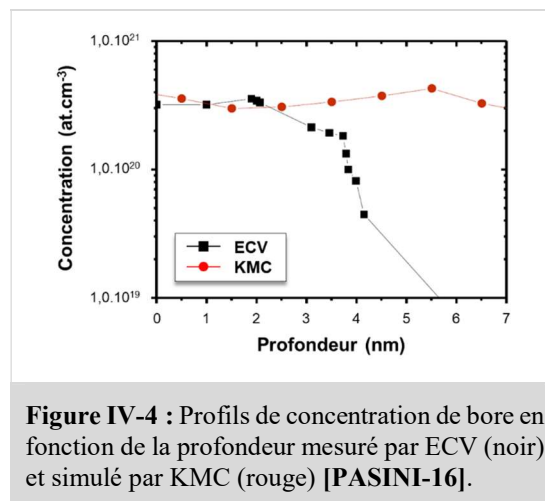 1,0.10²¹
1,0.10²⁰
1,0.10¹⁹
Concentration (at.cm⁻³)
ECV
KMC
0 1 2 3 4 5 6 7
Profondeur (nm)
Figure IV-4 : Profils de concentration de bore en
fonction de la profondeur mesuré par ECV (noir)
et simulé par KMC (rouge) [PASINI-16].